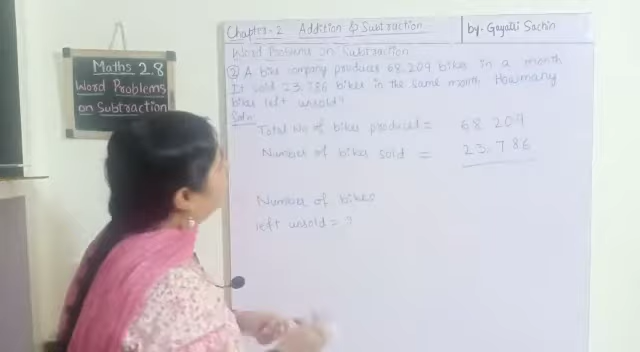 Maths 2.8
Word Problems
on Subtraction
Chapter-2 Addition & Subtraction
by. Gayatri Sachin
Word Problems on Subtraction
② A bike company produces 68,209 bikes in a month
It sold 23,786 bikes in the same month. How many
bikes left unsold?
Soln:
Total No of bikes produced = 68,209
Number of bikes sold = 23,786
Number of bikes
left unsold = ?